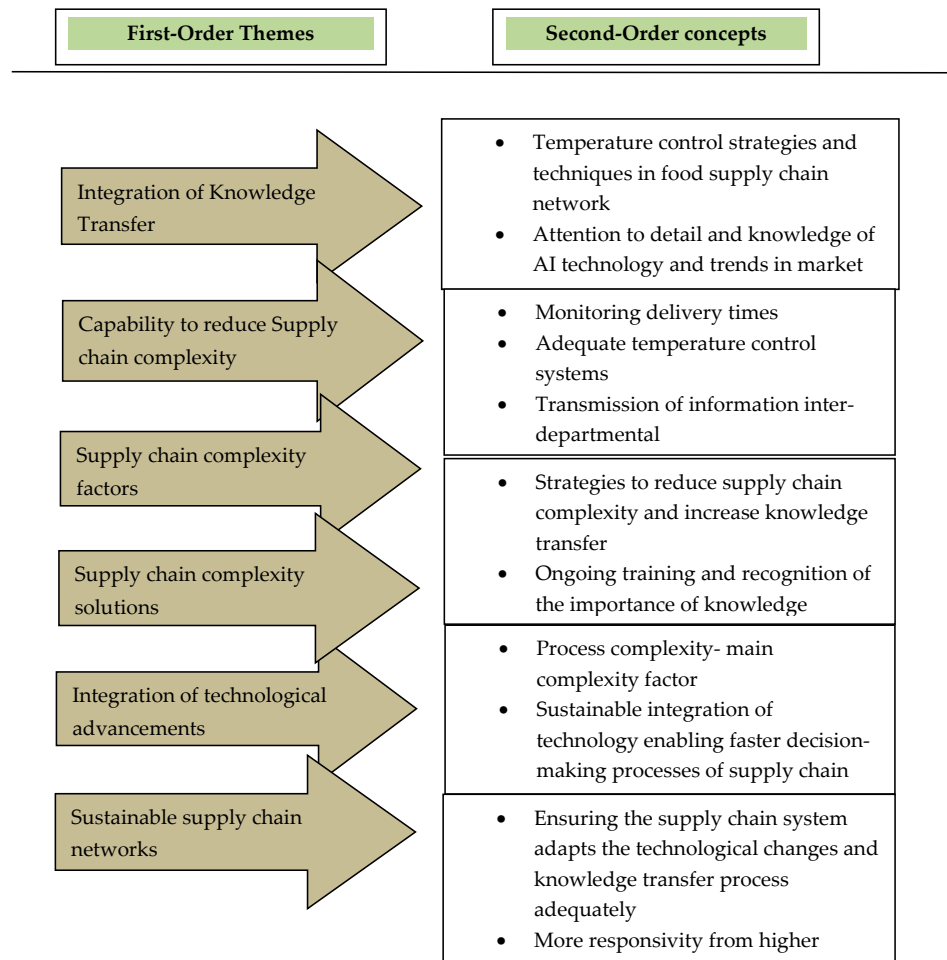 First-Order Themes
Second-Order concepts
Integration of Knowledge
Transfer
• Temperature control strategies and
techniques in food supply chain
network
• Attention to detail and knowledge of
AI technology and trends in market
Capability to reduce Supply
chain complexity
• Monitoring delivery times
• Adequate temperature control
systems
• Transmission of information inter-
departmental
Supply chain complexity
factors
• Strategies to reduce supply chain
complexity and increase knowledge
transfer
• Ongoing training and recognition of
the importance of knowledge
Supply chain complexity
solutions
• Process complexity- main
complexity factor
• Sustainable integration of
technology enabling faster decision-
making processes of supply chain
Integration of technological
advancements
Sustainable supply chain
networks
• Ensuring the supply chain system
adapts the technological changes and
knowledge transfer process
adequately
• More responsivity from higher